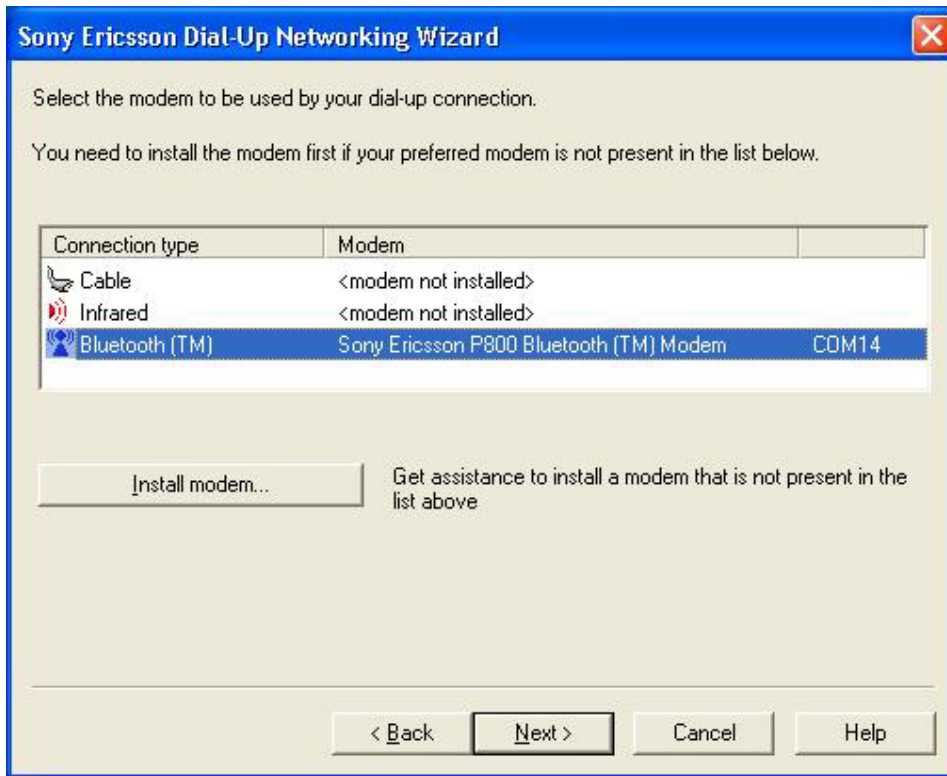 Sony Ericsson Dial-Up Networking Wizard
Select the modem to be used by your dial-up connection.
You need to install the modem first if your preferred modem is not present in the list below.
Connection type Modem
Cable <modem not installed>
Infrared <modem not installed>
Bluetooth (TM) Sony Ericsson P800 Bluetooth (TM) Modem COM14
Install modem... Get assistance to install a modem that is not present in the
list above
< Back Next > Cancel Help